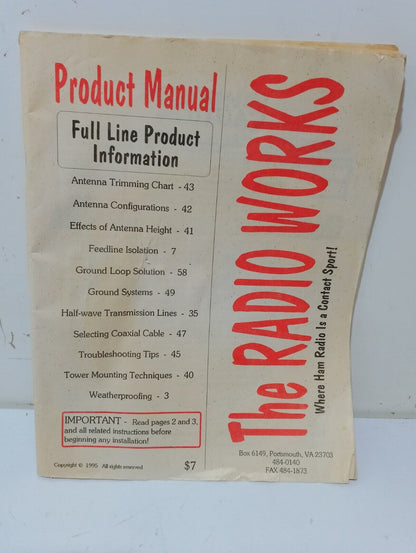 Product Manual
Full Line Product
Information
Antenna Trimming Chart - 43
Antenna Configurations - 42
Effects of Antenna Height - 41
Feedline Isolation - 7
Ground Loop Solution - 58
Ground Systems - 49
Half-wave Transmission Lines - 35
Selecting Coaxial Cable - 47
Troubleshooting Tips - 45
Tower Mounting Techniques - 40
Weatherproofing - 3
IMPORTANT - Read pages 2 and 3,
and all related instructions before
beginning any installation!
Copyright © 1995 All rights reserved
$7
The RADIO WORKS
Where Ham Radio Is a Contact Sport!
Box 6149, Portsmouth, VA 23703
484-0140
FAX 484-1873